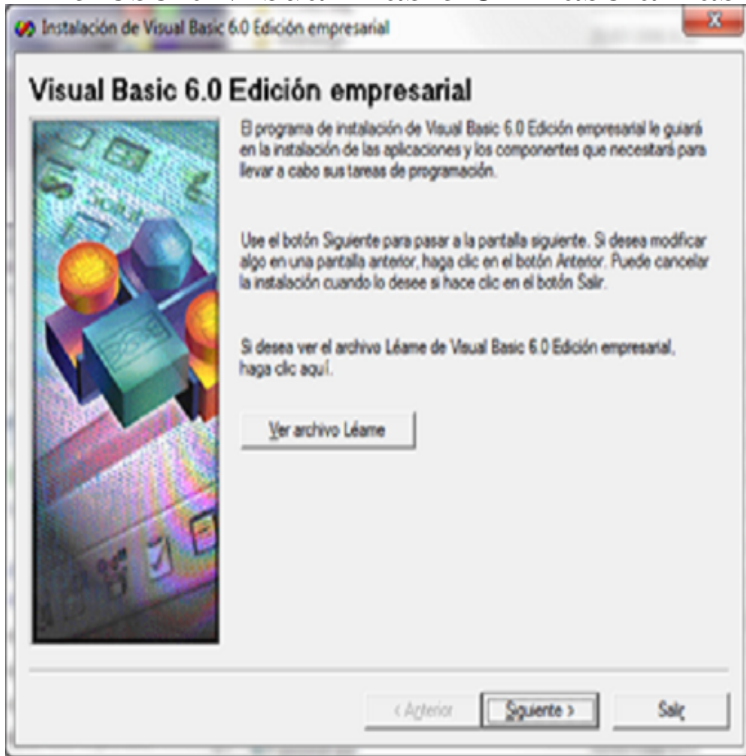 Instalación de Visual Basic 6.0 Edición empresarial
Visual Basic 6.0 Edición empresarial
El programa de instalación de Visual Basic 6.0 Edición empresarial le guiará
en la instalación de las aplicaciones y los componentes que necesitará para
llevar a cabo sus tareas de programación.
Use el botón Siguiente para pasar a la pantalla siguiente. Si desea modificar
algo en una pantalla anterior, haga clic en el botón Anterior. Puede cancelar
la instalación cuando lo desee si hace clic en el botón Salir.
Si desea ver el archivo Léame de Visual Basic 6.0 Edición empresarial,
haga clic aquí.
Ver archivo Léame
< Anterior
Siguiente >
Salir